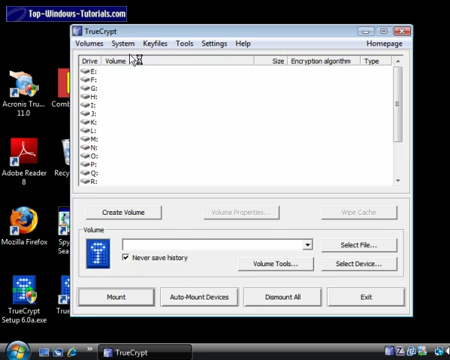 Top-Windows-Tutorials.com
TrueCrypt
Volumes System Keyfiles Tools Settings Help Homepage
Drive Volume Size Encryption algorithm Type
E:
F:
G:
H:
I:
J:
K:
L:
M:
N:
O:
P:
Q:
R:
Create Volume Volume Properties... Wipe Cache
Volume
Select File...
Never save history
Volume Tools... Select Device...
Mount Auto-Mount Devices Dismount All Exit
Acronis Tru...
11.0
Adobe Reader
8
Mozilla Firefox
TrueCrypt
Setup 6.0a.exe
TrueCrypt